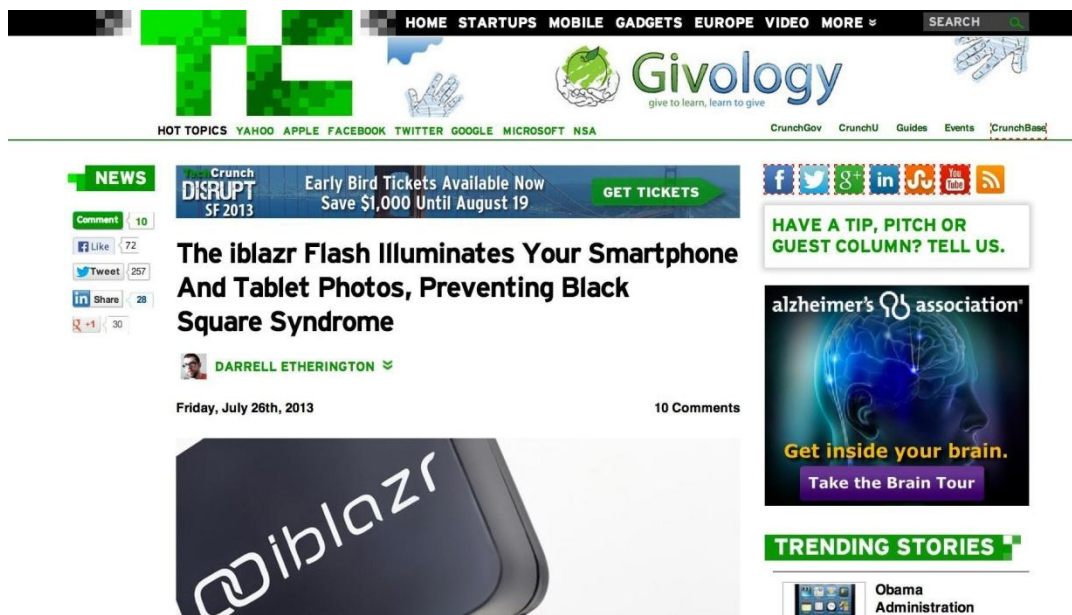 HOME STARTUPS MOBILE GADGETS EUROPE VIDEO MORE
SEARCH
TC
Givology
give to learn, learn to give
HOT TOPICS YAHOO APPLE FACEBOOK TWITTER GOOGLE MICROSOFT NSA
CrunchGov CrunchU Guides Events CrunchBase
NEWS
Comment 10
Like 72
Tweet 257
in Share 28
g +1 30
TechCrunch
DISRUPT
SF 2013
Early Bird Tickets Available Now
Save $1,000 Until August 19
GET TICKETS
The iblazr Flash Illuminates Your Smartphone
And Tablet Photos, Preventing Black
Square Syndrome
DARRELL ETHERINGTON
Friday, July 26th, 2013
10 Comments
iblazr
f g+ in You Tube
HAVE A TIP, PITCH OR
GUEST COLUMN? TELL US.
alzheimer's association®
Get inside your brain.
Take the Brain Tour
TRENDING STORIES
Obama
Administration